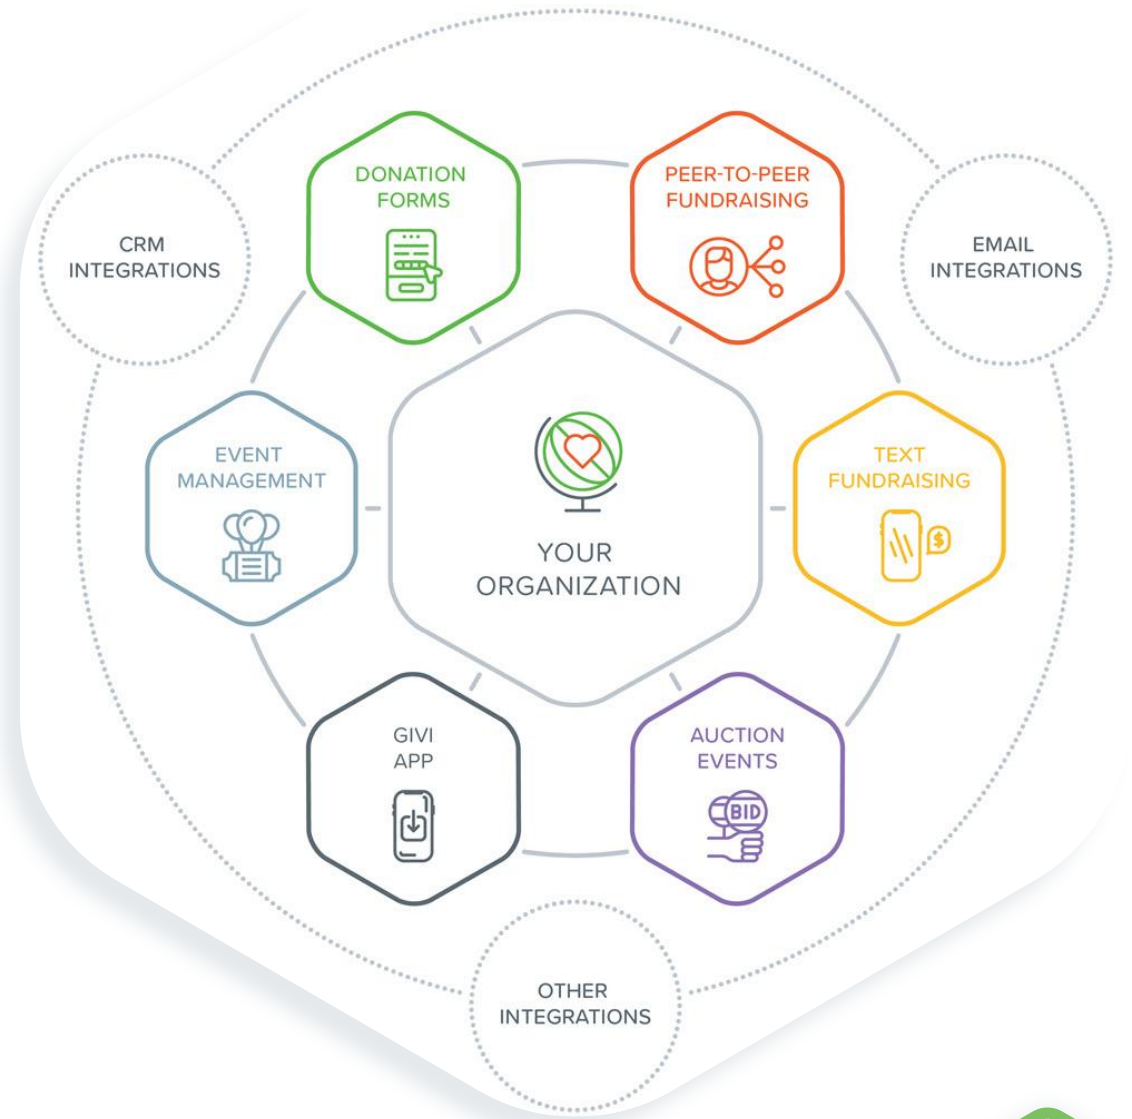 DONATION
FORMS
PEER-TO-PEER
FUNDRAISING
CRM
INTEGRATIONS
EMAIL
INTEGRATIONS
EVENT
MANAGEMENT
TEXT
FUNDRAISING
$
YOUR
ORGANIZATION
GIVI
APP
AUCTION
EVENTS
BID
OTHER
INTEGRATIONS